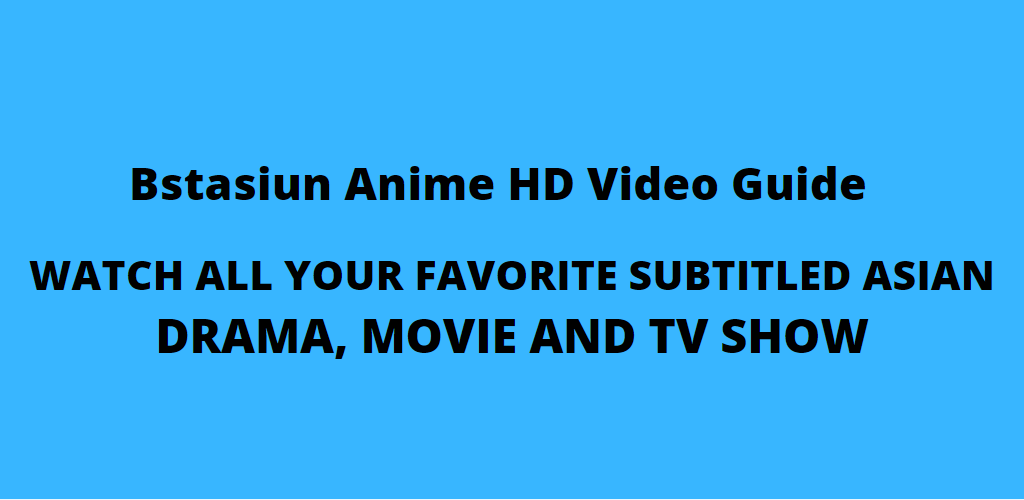 Bstasiun Anime HD Video Guide
WATCH ALL YOUR FAVORITE SUBTITLED ASIAN
DRAMA, MOVIE AND TV SHOW